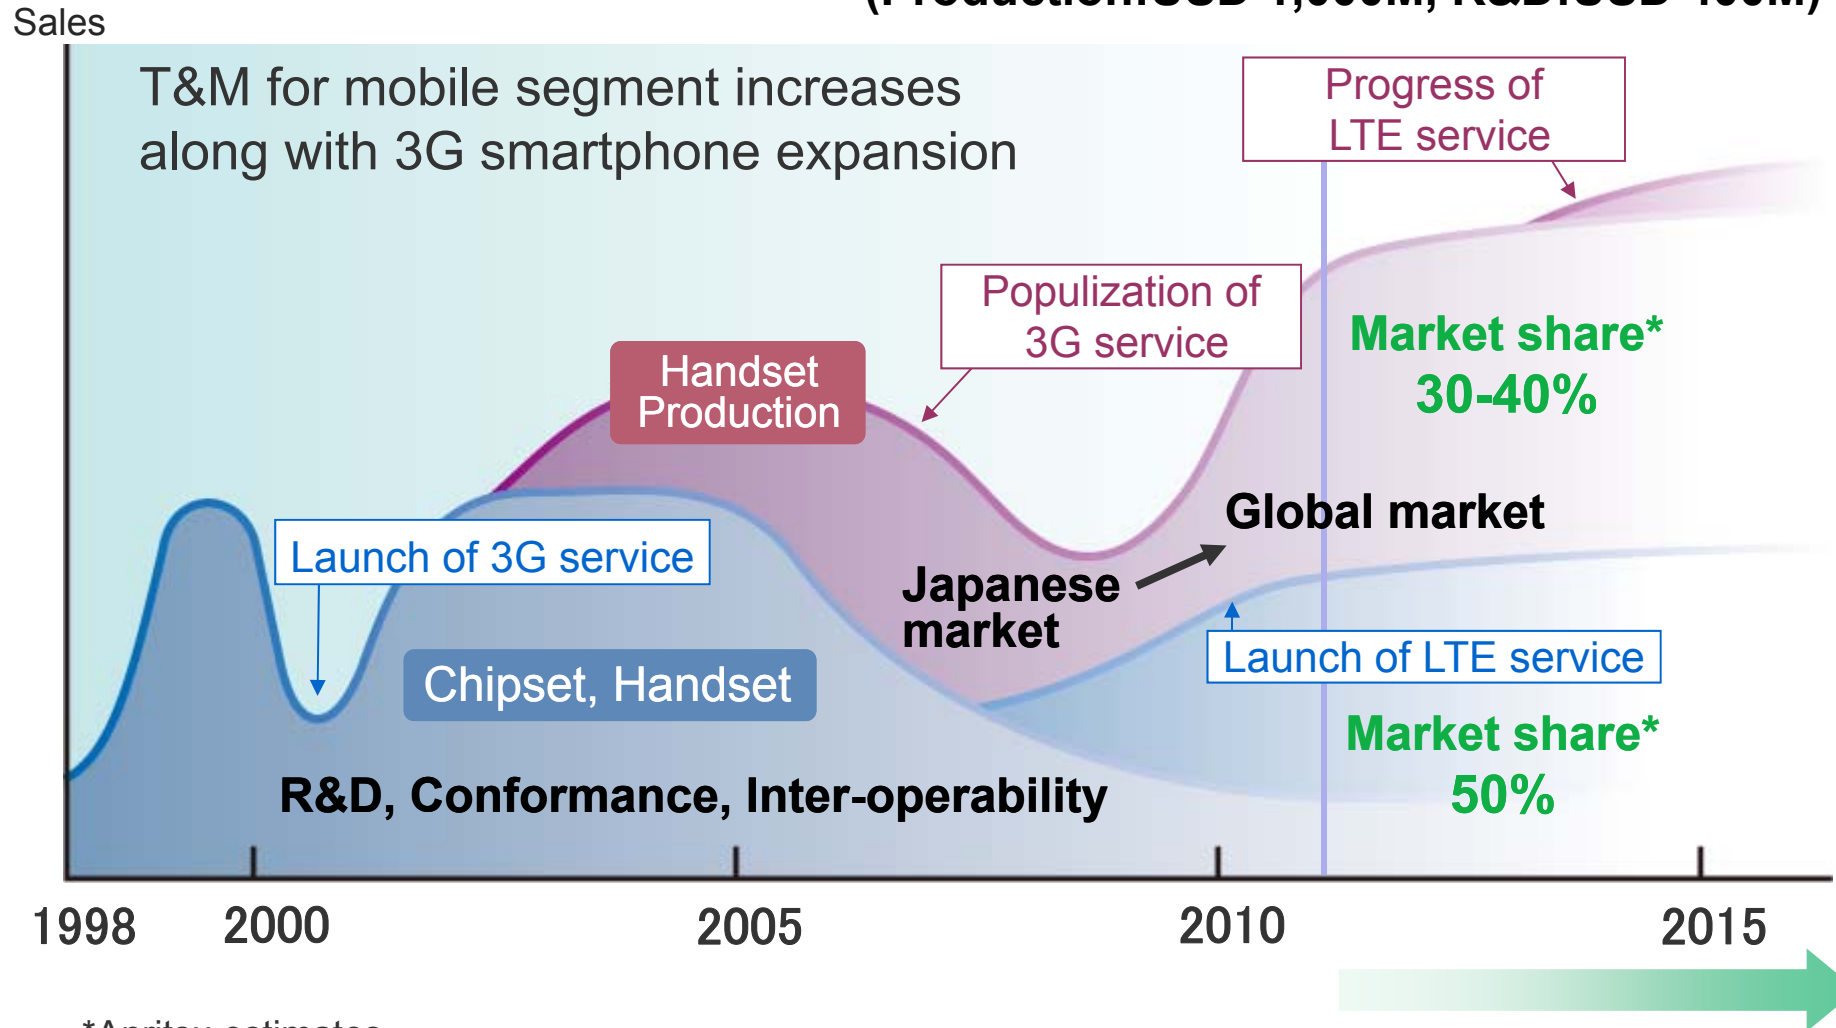 Sales
T&M for mobile segment increases
along with 3G smartphone expansion
Progress of
LTE service
Populization of
3G service
Market share*
30-40%
Handset
Production
Global market
Launch of 3G service
Japanese
market
Launch of LTE service
Chipset, Handset
Market share*
50%
R&D, Conformance, Inter-operability
1998
2000
2005
2010
2015